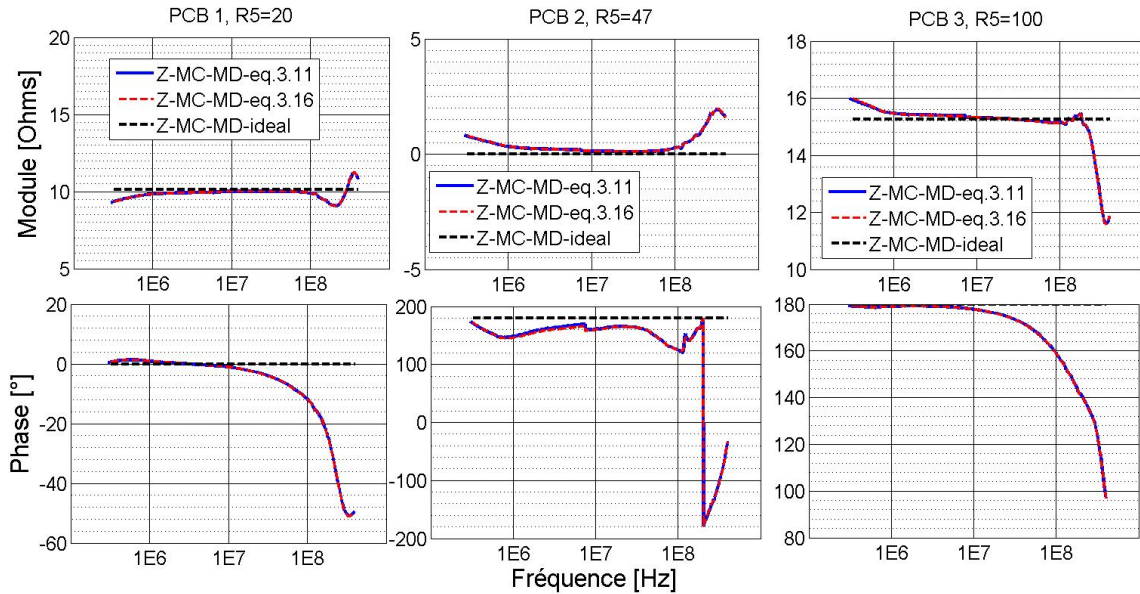 PCB 1, R5=20
PCB 2, R5=47
PCB 3, R5=100
Module [Ohms]
20
15
10
5
Z-MC-MD-eq.3.11
Z-MC-MD-eq.3.16
Z-MC-MD-ideal
1E6 1E7 1E8
5
0
-5
Z-MC-MD-eq.3.11
Z-MC-MD-eq.3.16
Z-MC-MD-ideal
1E6 1E7 1E8
18
16
14
12
10
Z-MC-MD-eq.3.11
Z-MC-MD-eq.3.16
Z-MC-MD-ideal
1E6 1E7 1E8
Phase [°]
20
0
-20
-40
-60
1E6 1E7 1E8
200
100
0
-100
-200
1E6 1E7 1E8
180
160
140
120
100
80
1E6 1E7 1E8
Fréquence [Hz]